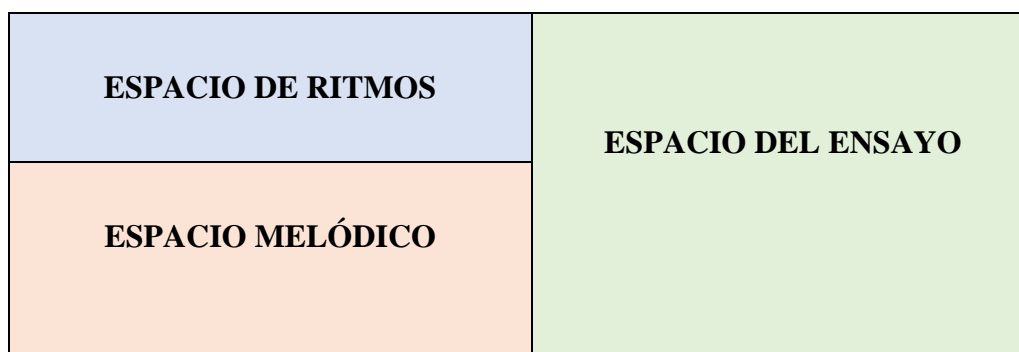 ESPACIO DE RITMOS
ESPACIO MELÓDICO
ESPACIO DEL ENSAYO